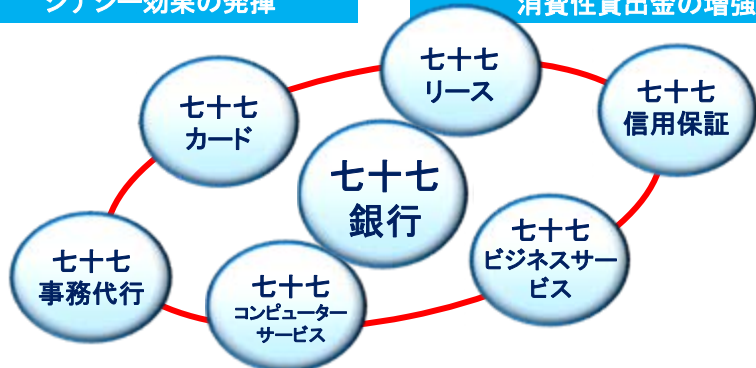 シナジー効果の発揮
消費性貸出金の増強
七十七
リース
七十七
カード
七十七
信用保証
七十七
銀行
七十七
ビジネスサー
ビス
七十七
事務代行
七十七
コンピューター
サービス